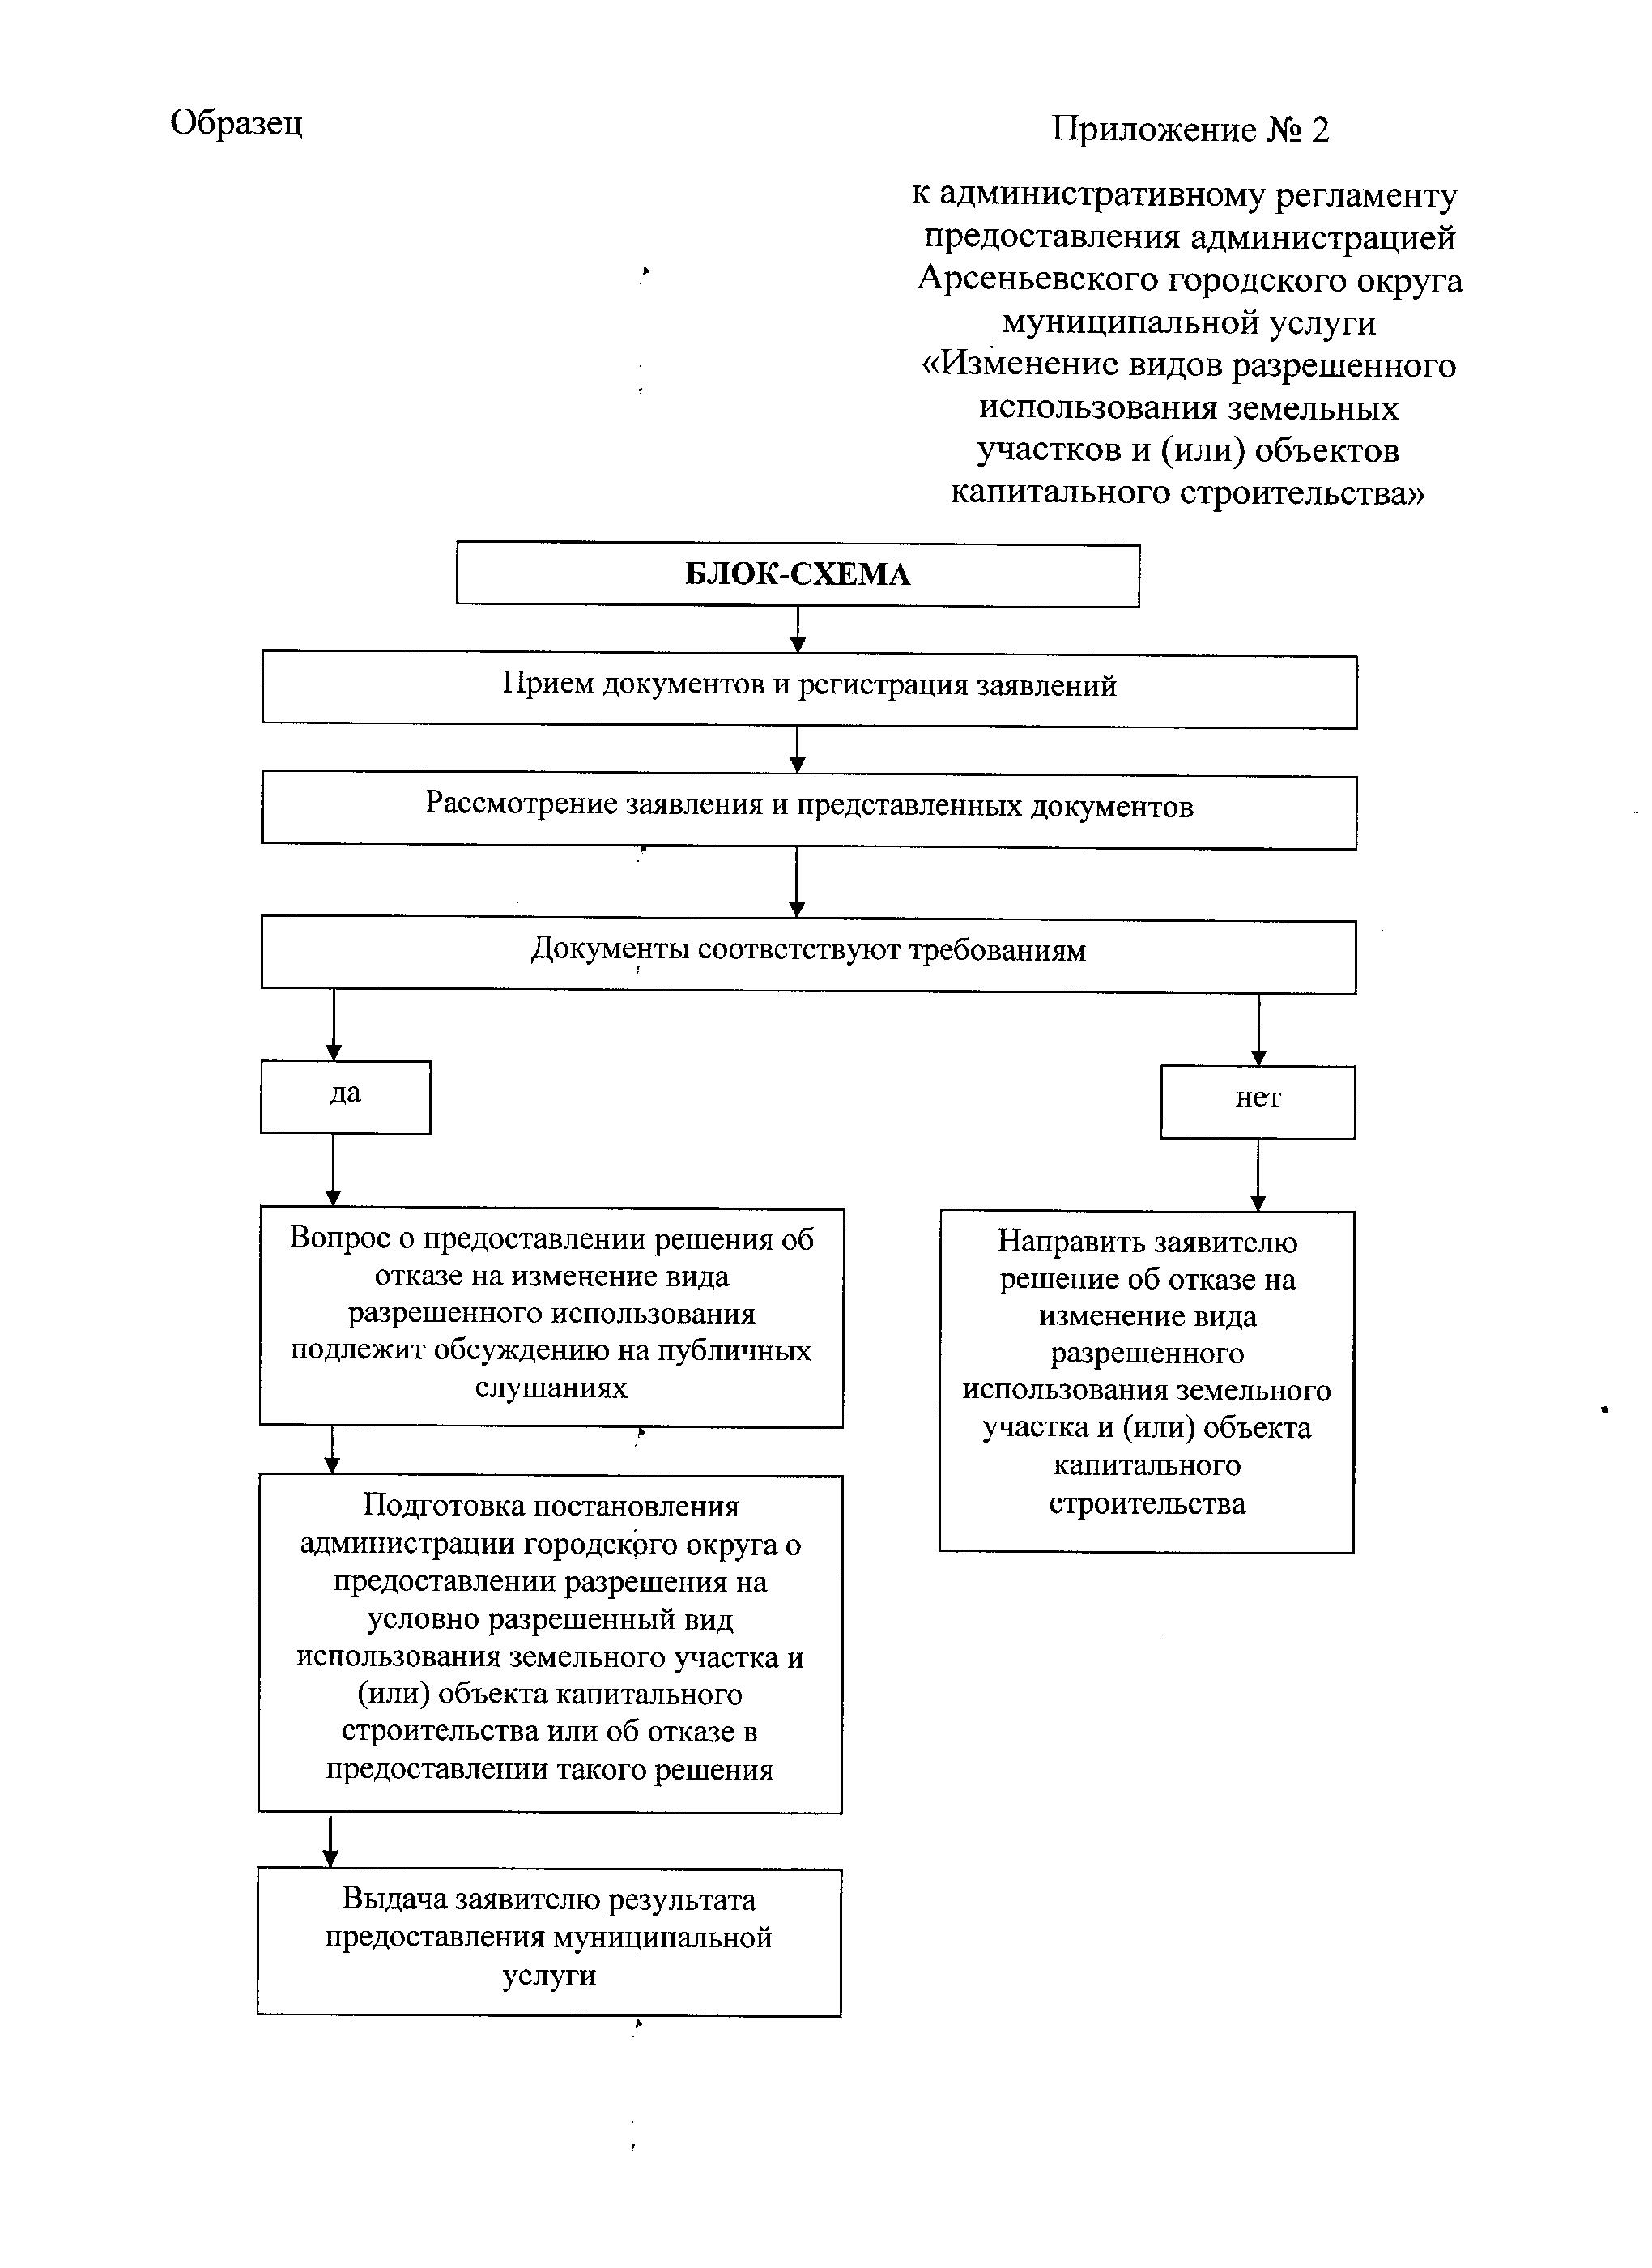 Образец
Приложение № 2
к административному регламенту
предоставления администрацией
Арсеньевского городского округа
муниципальной услуги
«Изменение видов разрешенного
использования земельных
участков и (или) объектов
капитального строительства»
БЛОК-СХЕМА
Прием документов и регистрация заявлений
Рассмотрение заявления и представленных документов
Документы соответствуют требованиям
да
нет
Вопрос о предоставлении решения об
отказе на изменение вида
разрешенного использования
подлежит обсуждению на публичных
слушаниях
Направить заявителю
решение об отказе на
изменение вида
разрешенного
использования земельного
участка и (или) объекта
капитального
строительства
Подготовка постановления
администрации городского округа о
предоставлении разрешения на
условно разрешенный вид
использования земельного участка и
(или) объекта капитального
строительства или об отказе в
предоставлении такого решения
Выдача заявителю результата
предоставления муниципальной
услуги